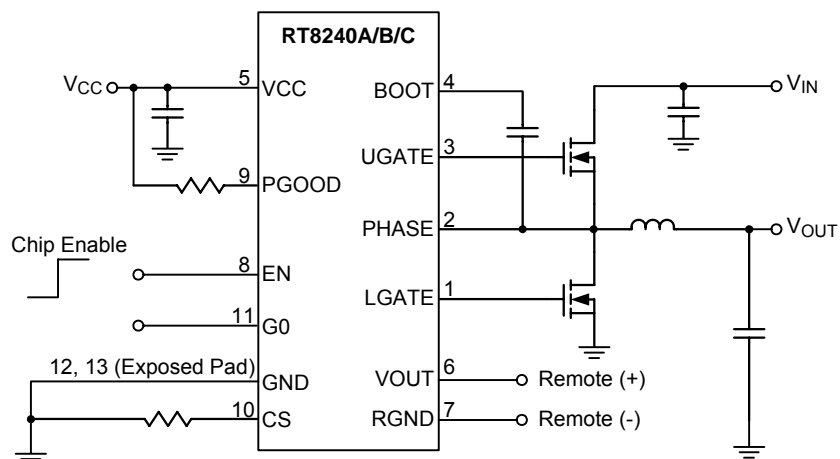 RT8240A/B/C
VCC
5
VCC
BOOT
4
VIN
UGATE
3
9
PGOOD
PHASE
2
VOUT
Chip Enable
8
EN
LGATE
1
11
G0
12, 13 (Exposed Pad)
GND
VOUT
6
Remote (+)
10
CS
RGND
7
Remote (-)